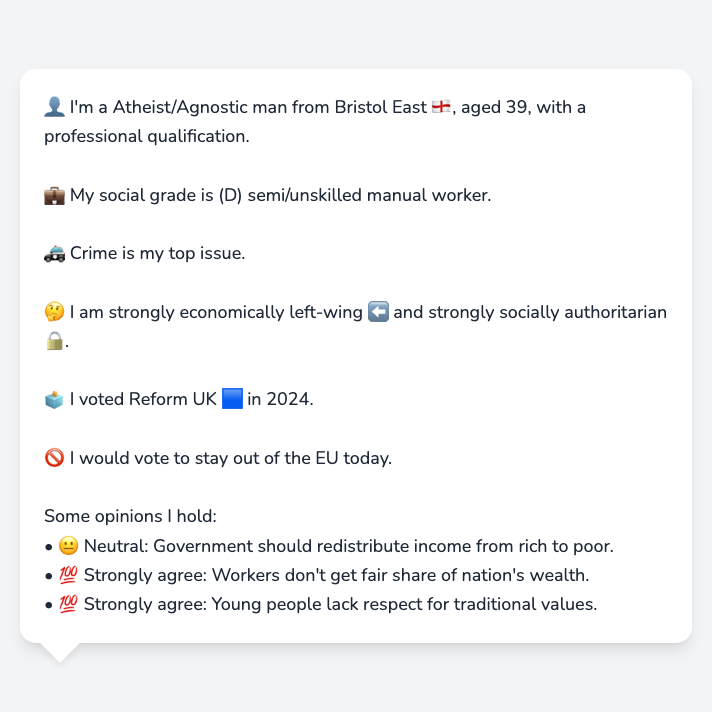 👤 I'm a Atheist/Agnostic man from Bristol East 🏴󠁧󠁢󠁥󠁮󠁧󠁿, aged 39, with a
professional qualification.
💼 My social grade is (D) semi/unskilled manual worker.
🚓 Crime is my top issue.
🤔 I am strongly economically left-wing ⬅️ and strongly socially authoritarian
🔒.
🗳️ I voted Reform UK 🟦 in 2024.
🚫 I would vote to stay out of the EU today.
Some opinions I hold:
• 😐 Neutral: Government should redistribute income from rich to poor.
• 💯 Strongly agree: Workers don't get fair share of nation's wealth.
• 💯 Strongly agree: Young people lack respect for traditional values.